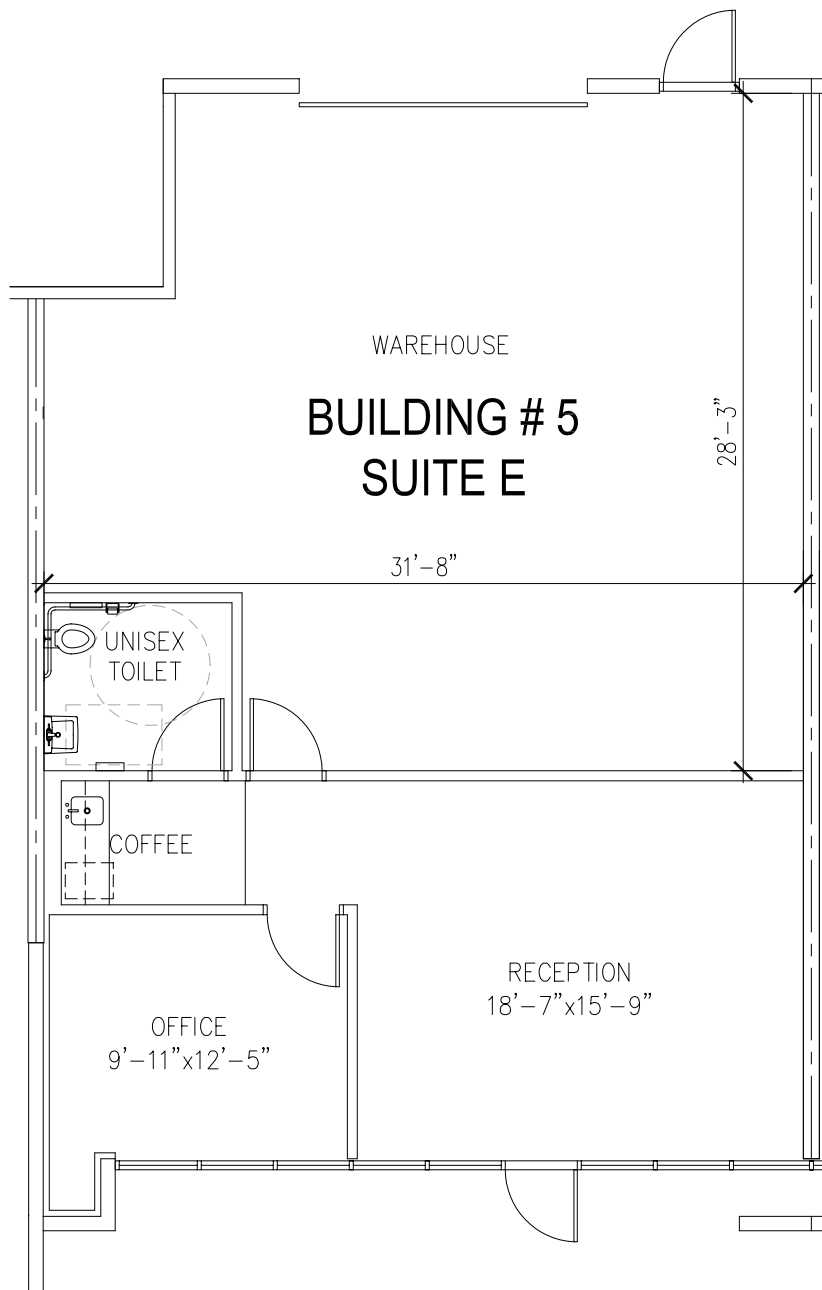 WAREHOUSE
BUILDING # 5
SUITE E
28'-3"
31'-8"
UNISEX
TOILET
COFFEE
RECEPTION
18'-7"x15'-9"
OFFICE
9'-11"x12'-5"